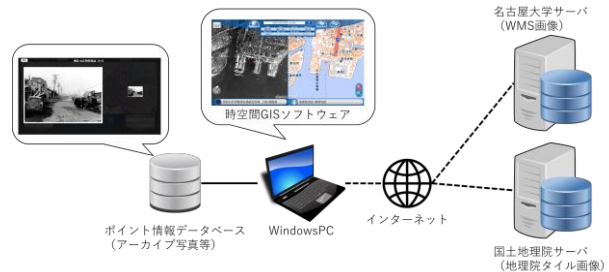 名古屋大学サーバ
（WMS画像）
時空間GISソフトウェア
ポイント情報データベース
（アーカイブ写真等）
WindowsPC
インターネット
国土地理院サーバ
（地理院タイル画像）